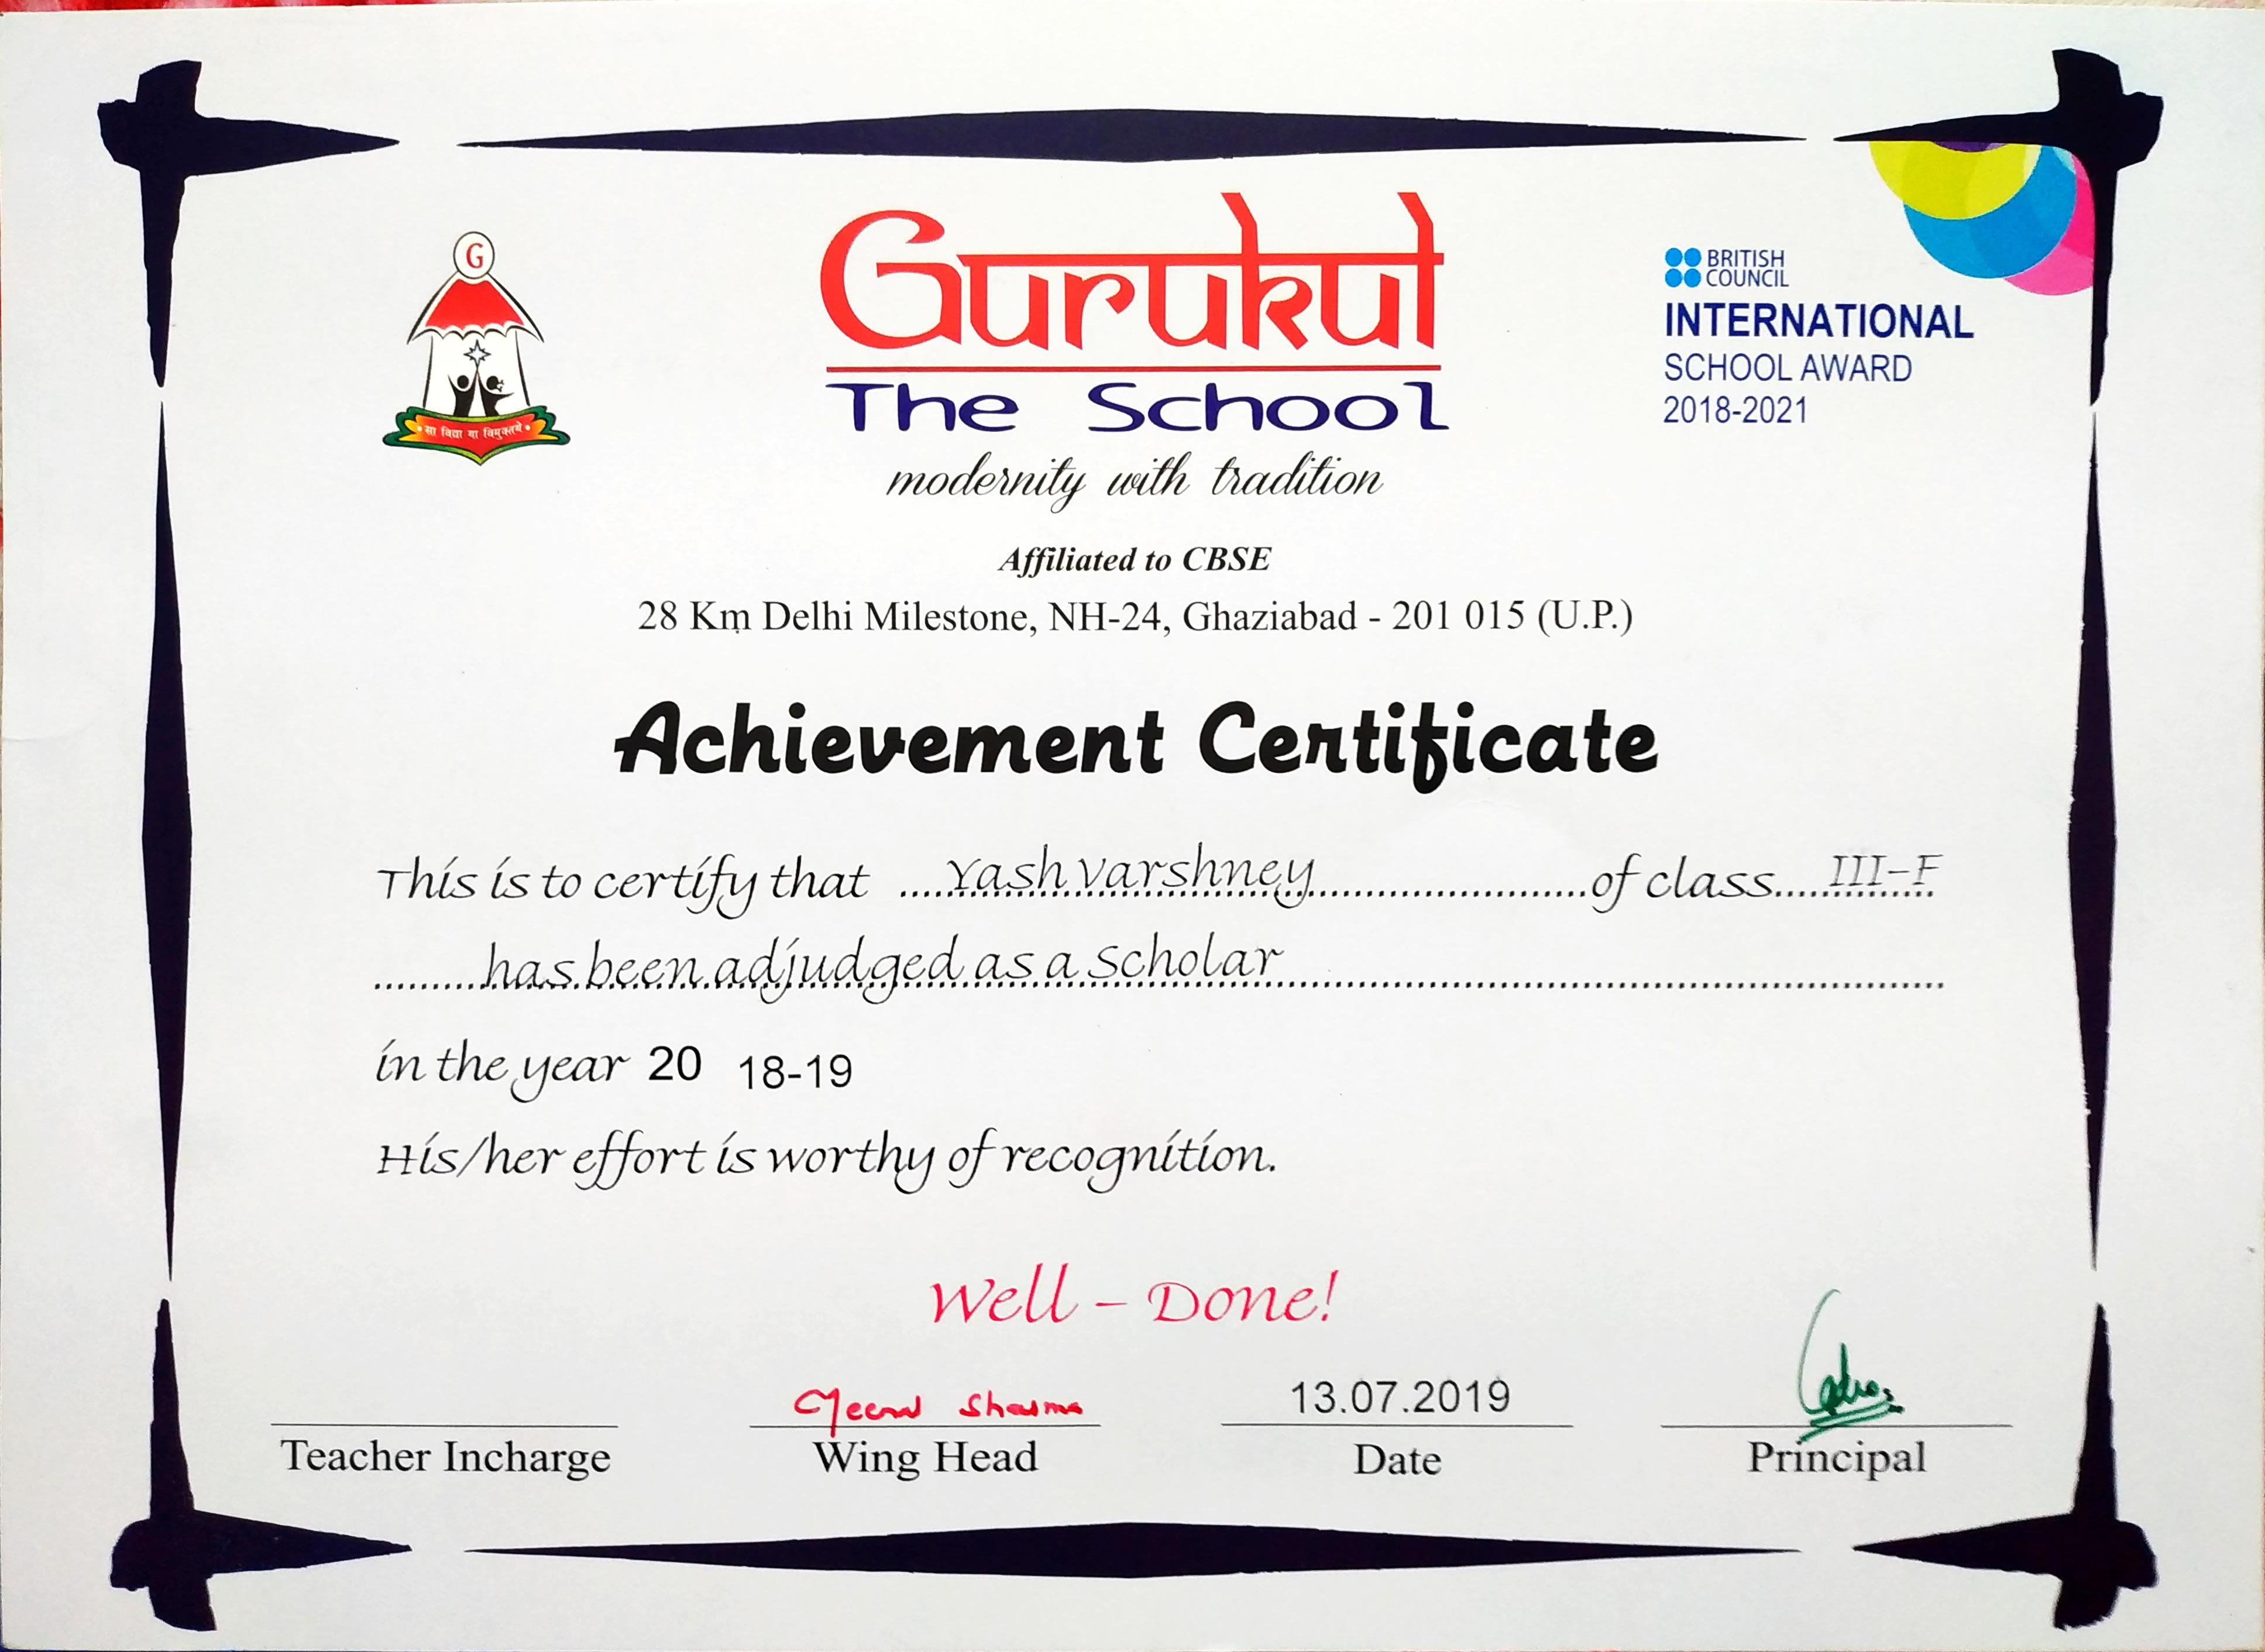 G
सा विद्या या विमुक्तये
Gurukul
The School
modernity with tradition
BRITISH
COUNCIL
INTERNATIONAL
SCHOOL AWARD
2018-2021
Affiliated to CBSE
28 Km Delhi Milestone, NH-24, Ghaziabad - 201 015 (U.P.)
Achievement Certificate
This is to certify that ....Yash Varshney....of class....III-F
has been adjudged as a Scholar
in the year 20 18-19
His/her effort is worthy of recognition.
Well - Done!
Meenu Sharma
13.07.2019
Teacher Incharge
Wing Head
Date
Principal